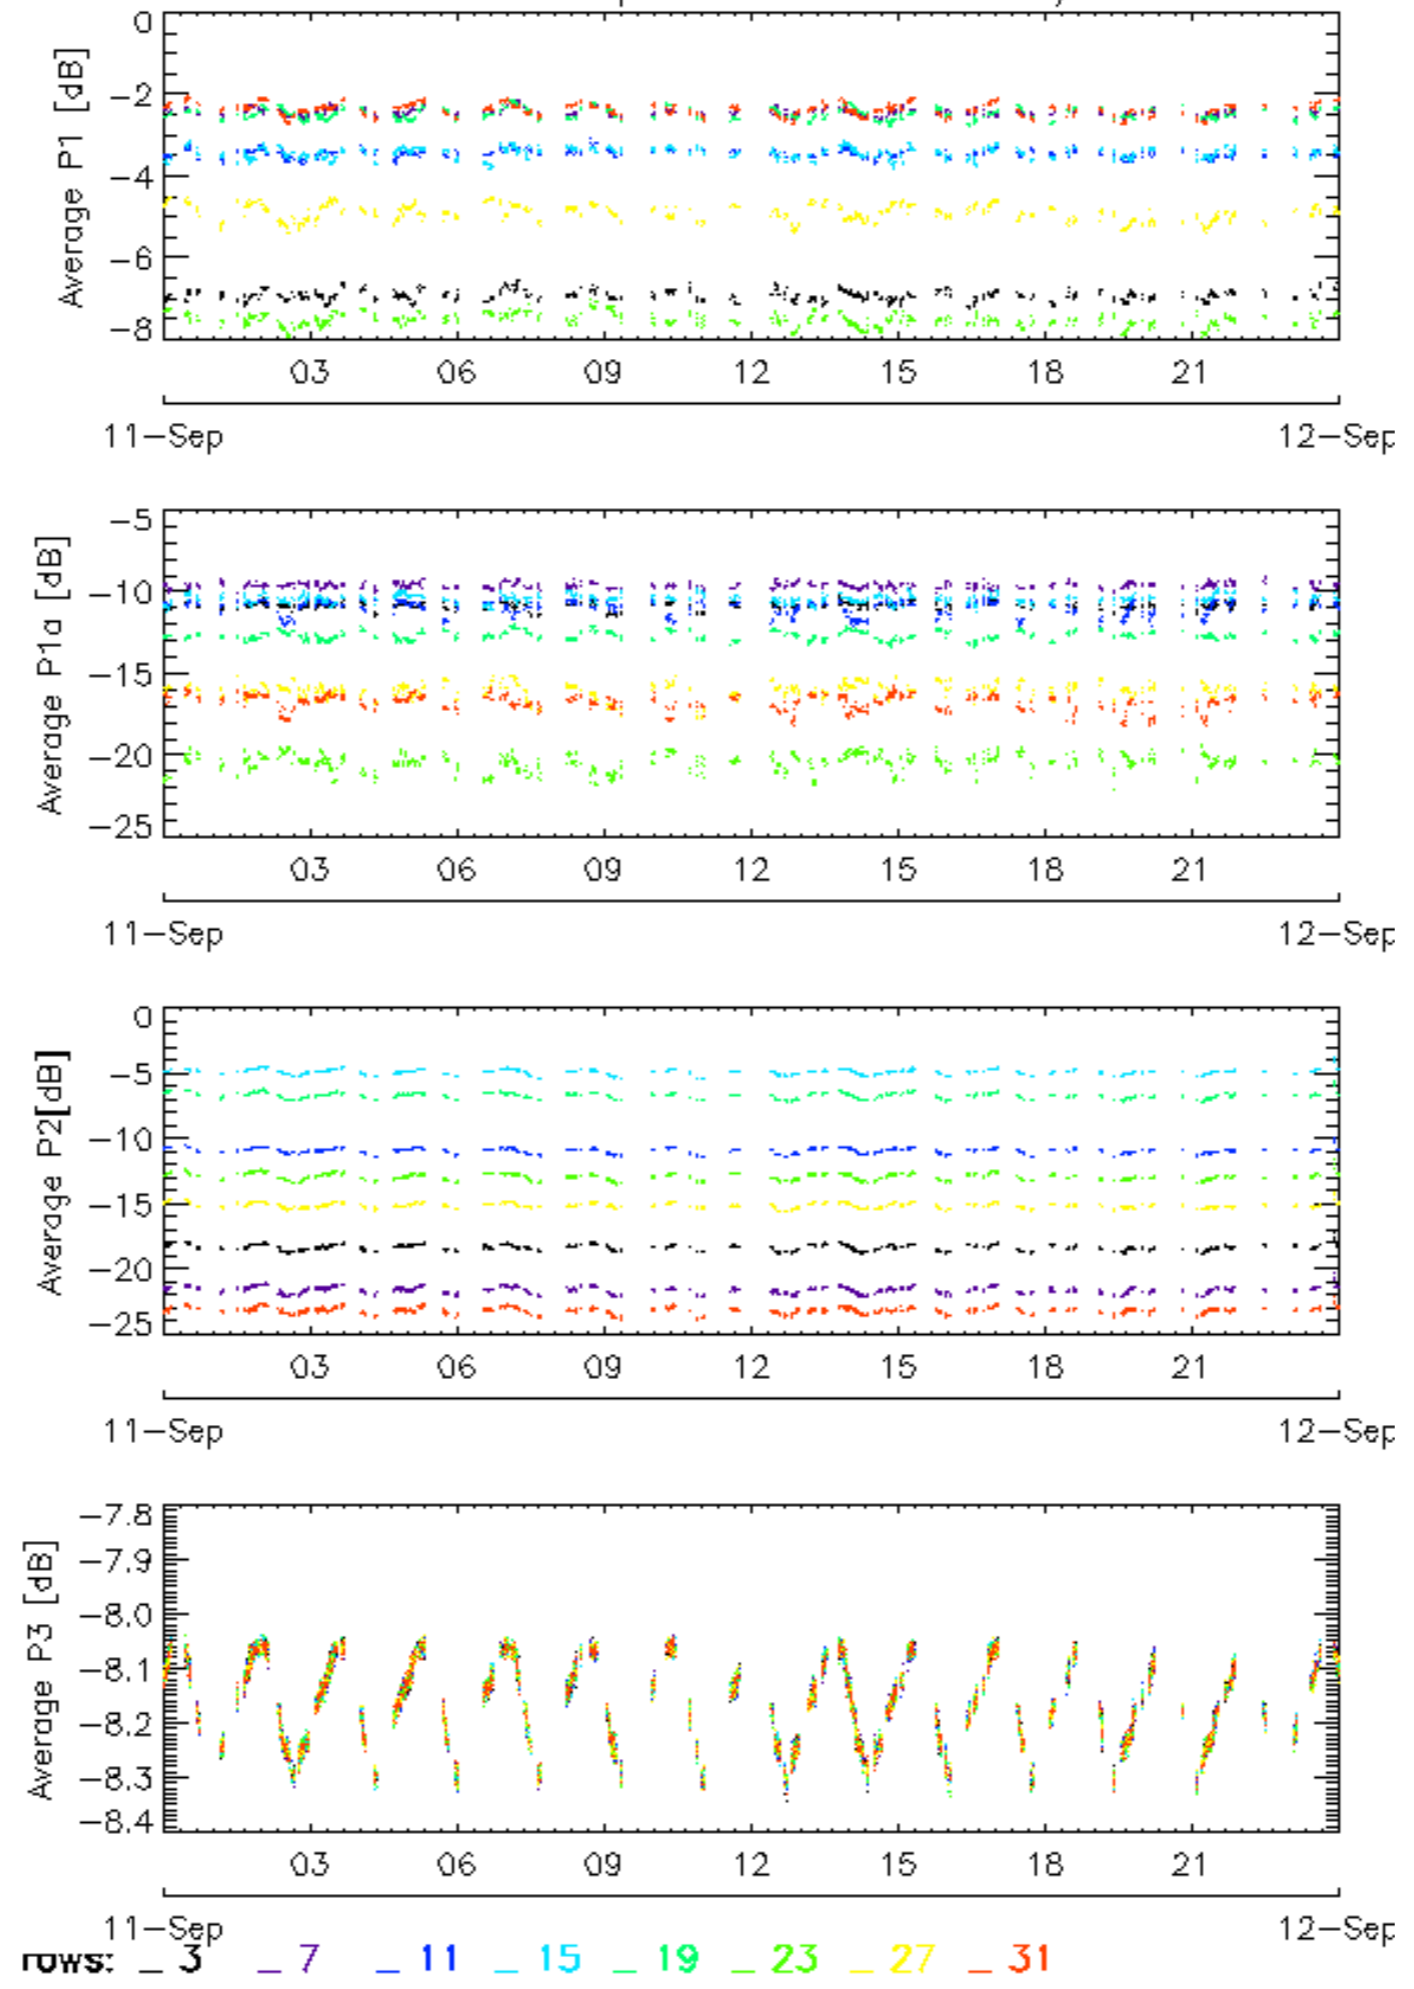 0
−2
−4
−6
−8
Average P1 [dB]
03 06 09 12 15 18 21
11−Sep 12−Sep
−5
−10
−15
−20
−25
Average P1a [dB]
03 06 09 12 15 18 21
11−Sep 12−Sep
0
−5
−10
−15
−20
−25
Average P2[dB]
03 06 09 12 15 18 21
11−Sep 12−Sep
−7.8
−7.9
−8.0
−8.1
−8.2
−8.3
−8.4
Average P3 [dB]
03 06 09 12 15 18 21
11−Sep 12−Sep
rows: _ 3 _ 7 _ 11 _ 15 _ 19 _ 23 _ 27 _ 31